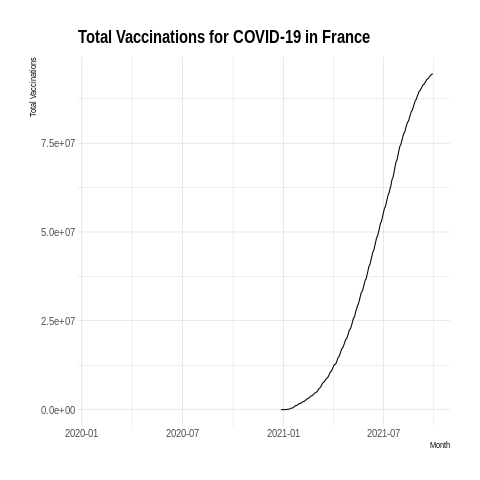 Total Vaccinations for COVID-19 in France
Total Vaccinations
7.5e+07
5.0e+07
2.5e+07
0.0e+00
2020-01 2020-07 2021-01 2021-07
Month